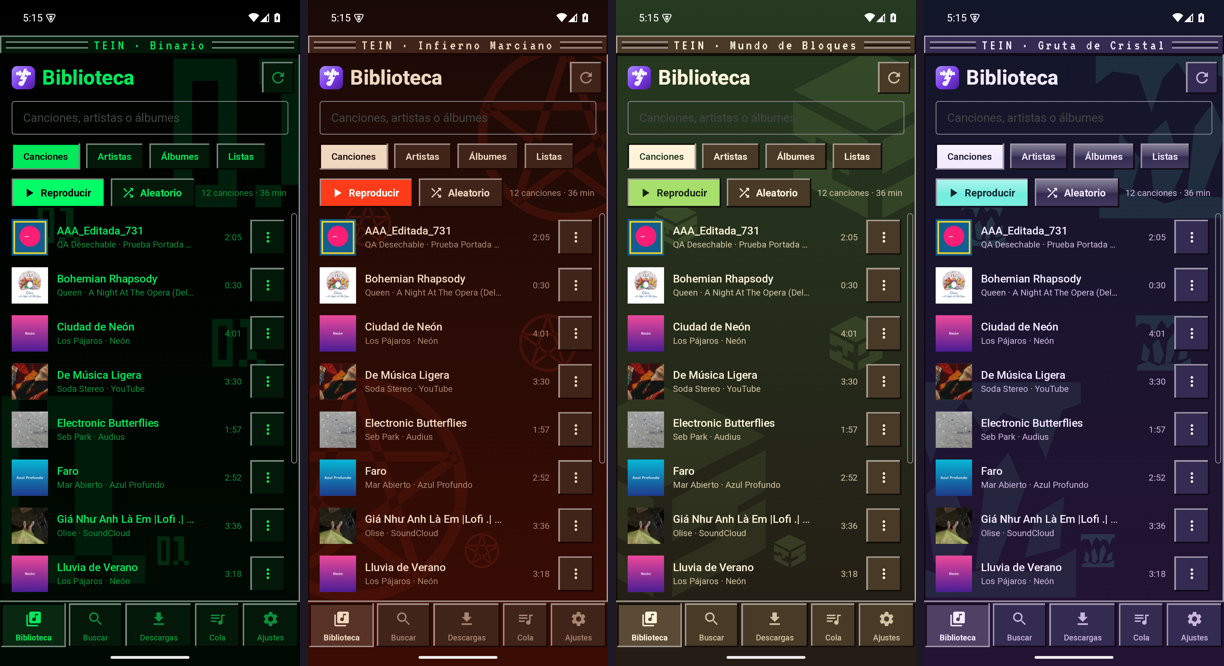 5:15
TEIN · Binario
Biblioteca
Canciones, artistas o álbumes
Canciones
Artistas
Álbumes
Listas
Reproducir
Aleatorio
12 canciones · 36 min
AAA_Editada_731
QA Desechable · Prueba Portada ...
2:05
Bohemian Rhapsody
Queen · A Night At The Opera (Del...
0:30
Ciudad de Neón
Los Pájaros · Neón
4:01
De Música Ligera
Soda Stereo · YouTube
3:30
Electronic Butterflies
Seb Park · Audius
1:57
Azul Profundo
Faro
Mar Abierto · Azul Profundo
2:52
Giá Như Anh Là Em |Lofi .| ...
Olise · SoundCloud
3:36
Lluvia de Verano
Los Pájaros · Neón
3:18
Biblioteca
Buscar
Descargas
Cola
Ajustes
5:15
TEIN · Infierno Marciano
Biblioteca
Canciones, artistas o álbumes
Canciones
Artistas
Álbumes
Listas
Reproducir
Aleatorio
12 canciones · 36 min
AAA_Editada_731
QA Desechable · Prueba Portada ...
2:05
Bohemian Rhapsody
Queen · A Night At The Opera (Del...
0:30
Ciudad de Neón
Los Pájaros · Neón
4:01
De Música Ligera
Soda Stereo · YouTube
3:30
Electronic Butterflies
Seb Park · Audius
1:57
Azul Profundo
Faro
Mar Abierto · Azul Profundo
2:52
Giá Như Anh Là Em |Lofi .| ...
Olise · SoundCloud
3:36
Lluvia de Verano
Los Pájaros · Neón
3:18
Biblioteca
Buscar
Descargas
Cola
Ajustes
5:15
TEIN · Mundo de Bloques
Biblioteca
Canciones, artistas o álbumes
Canciones
Artistas
Álbumes
Listas
Reproducir
Aleatorio
12 canciones · 36 min
AAA_Editada_731
QA Desechable · Prueba Portada ...
2:05
Bohemian Rhapsody
Queen · A Night At The Opera (Del...
0:30
Ciudad de Neón
Los Pájaros · Neón
4:01
De Música Ligera
Soda Stereo · YouTube
3:30
Electronic Butterflies
Seb Park · Audius
1:57
Azul Profundo
Faro
Mar Abierto · Azul Profundo
2:52
Giá Như Anh Là Em |Lofi .| ...
Olise · SoundCloud
3:36
Lluvia de Verano
Los Pájaros · Neón
3:18
Biblioteca
Buscar
Descargas
Cola
Ajustes
5:15
TEIN · Gruta de Cristal
Biblioteca
Canciones, artistas o álbumes
Canciones
Artistas
Álbumes
Listas
Reproducir
Aleatorio
12 canciones · 36 min
AAA_Editada_731
QA Desechable · Prueba Portada ...
2:05
Bohemian Rhapsody
Queen · A Night At The Opera (Del...
0:30
Ciudad de Neón
Los Pájaros · Neón
4:01
De Música Ligera
Soda Stereo · YouTube
3:30
Electronic Butterflies
Seb Park · Audius
1:57
Azul Profundo
Faro
Mar Abierto · Azul Profundo
2:52
Giá Như Anh Là Em |Lofi .| ...
Olise · SoundCloud
3:36
Lluvia de Verano
Los Pájaros · Neón
3:18
Biblioteca
Buscar
Descargas
Cola
Ajustes